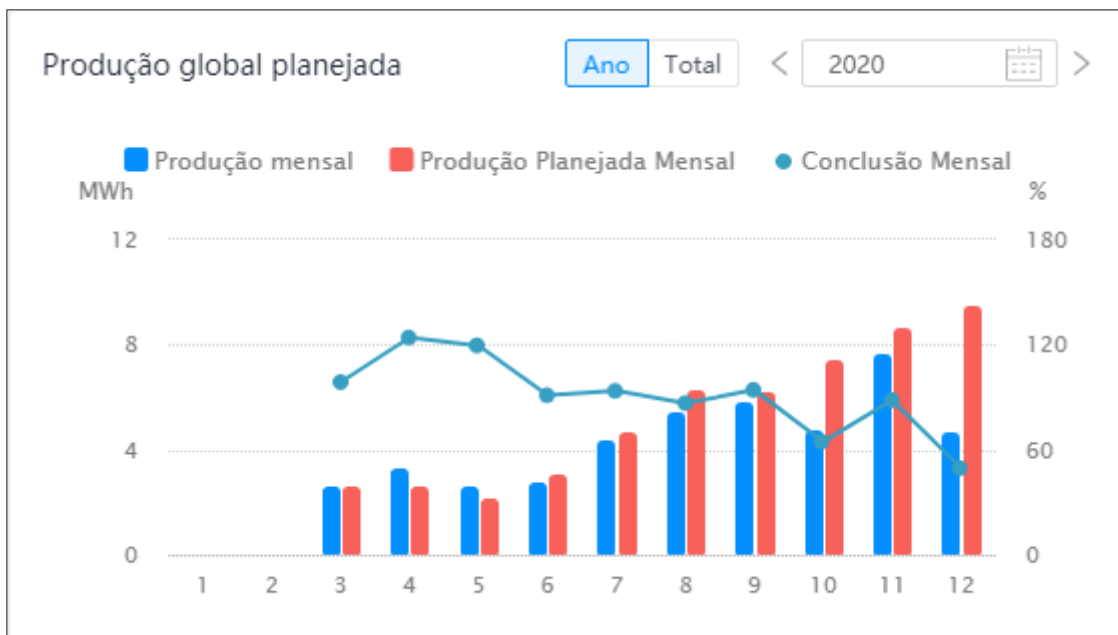 Produção global planejada Ano Total < 2020 >
Produção mensal Produção Planejada Mensal Conclusão Mensal
MWh %
12 180
8 120
4 60
0 0
1 2 3 4 5 6 7 8 9 10 11 12